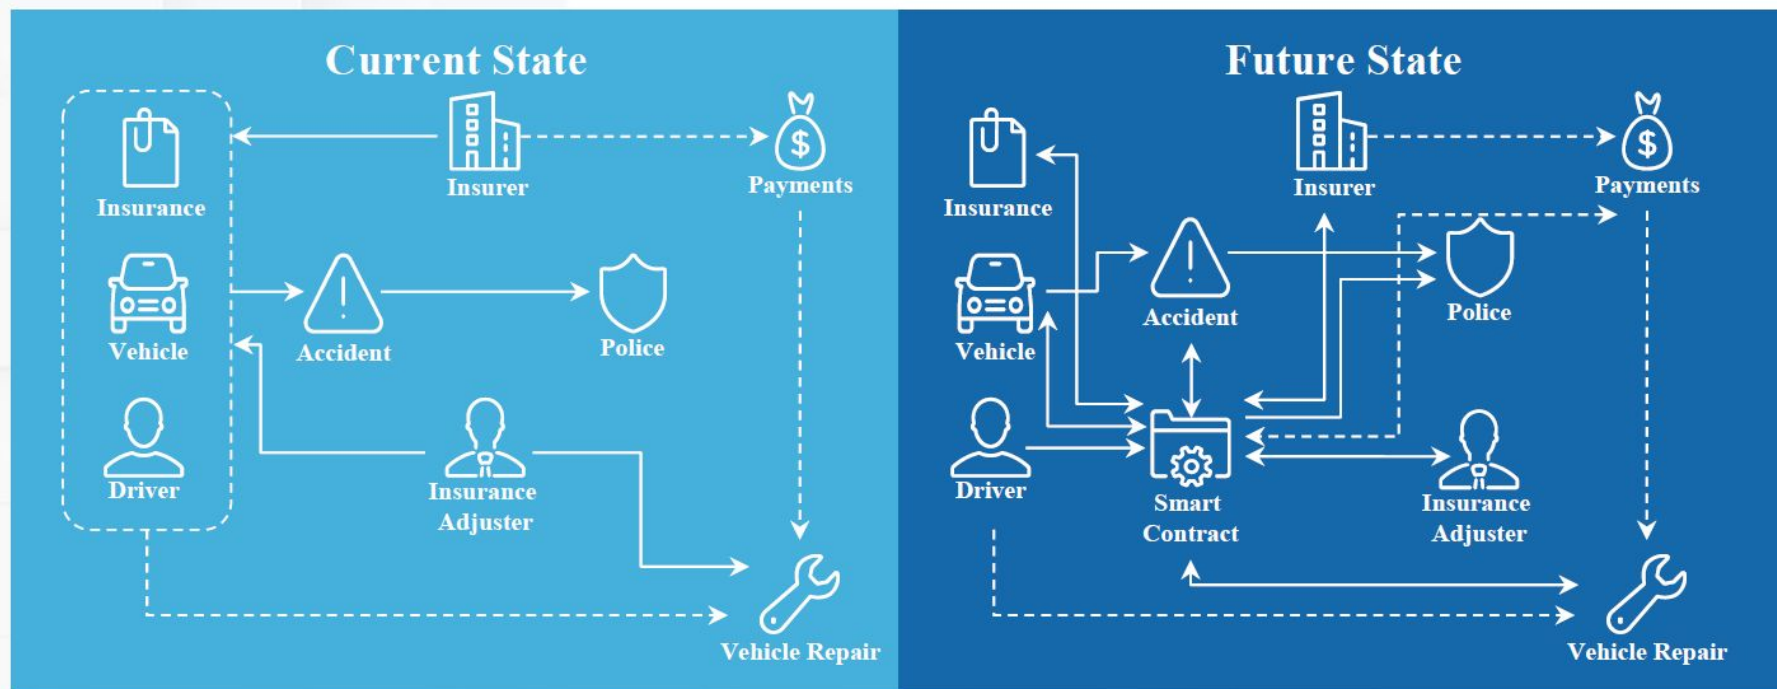 Current State
Insurance
Insurer
Payments
Vehicle
Accident
Police
Driver
Insurance
Adjuster
Vehicle Repair
Future State
Insurance
Insurer
Payments
Vehicle
Accident
Police
Driver
Smart
Contract
Insurance
Adjuster
Vehicle Repair